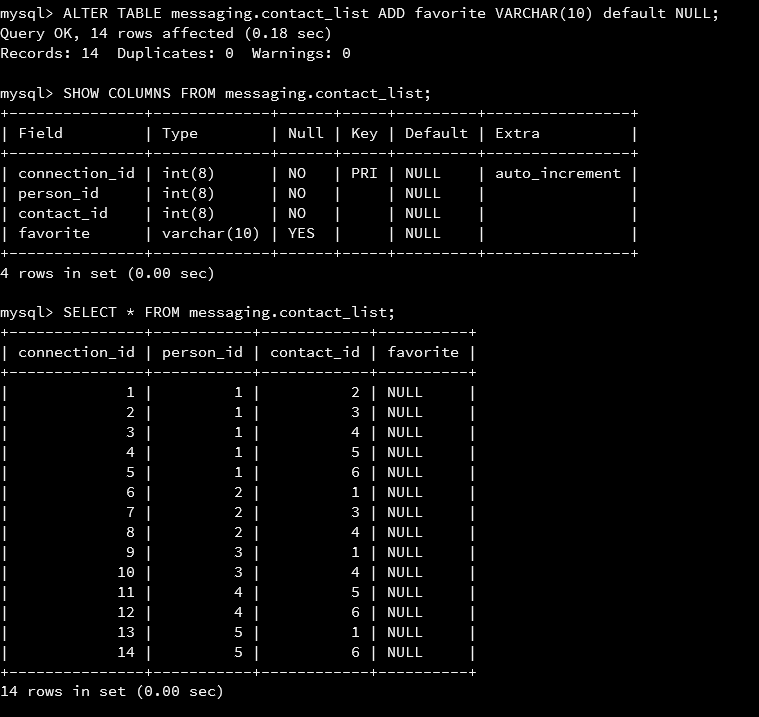 mysql> ALTER TABLE messaging.contact_list ADD favorite VARCHAR(10) default NULL;
Query OK, 14 rows affected (0.18 sec)
Records: 14  Duplicates: 0  Warnings: 0

mysql> SHOW COLUMNS FROM messaging.contact_list;
+---------------+-------------+------+-----+---------+----------------+
| Field         | Type        | Null | Key | Default | Extra          |
+---------------+-------------+------+-----+---------+----------------+
| connection_id | int(8)      | NO   | PRI | NULL    | auto_increment |
| person_id     | int(8)      | NO   |     | NULL    |                |
| contact_id    | int(8)      | NO   |     | NULL    |                |
| favorite      | varchar(10) | YES  |     | NULL    |                |
+---------------+-------------+------+-----+---------+----------------+
4 rows in set (0.00 sec)

mysql> SELECT * FROM messaging.contact_list;
+---------------+-----------+------------+----------+
| connection_id | person_id | contact_id | favorite |
+---------------+-----------+------------+----------+
|             1 |         1 |          2 | NULL     |
|             2 |         1 |          3 | NULL     |
|             3 |         1 |          4 | NULL     |
|             4 |         1 |          5 | NULL     |
|             5 |         1 |          6 | NULL     |
|             6 |         2 |          1 | NULL     |
|             7 |         2 |          3 | NULL     |
|             8 |         2 |          4 | NULL     |
|             9 |         3 |          1 | NULL     |
|            10 |         3 |          4 | NULL     |
|            11 |         4 |          5 | NULL     |
|            12 |         4 |          6 | NULL     |
|            13 |         5 |          1 | NULL     |
|            14 |         5 |          6 | NULL     |
+---------------+-----------+------------+----------+
14 rows in set (0.00 sec)